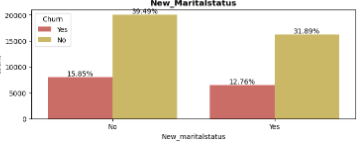 New_Maritalstatus
39.49%
20000
Churn
Yes
No
31.89%
15000
10000
15.85%
12.76%
5000
0
No
Yes
New_maritalstatus